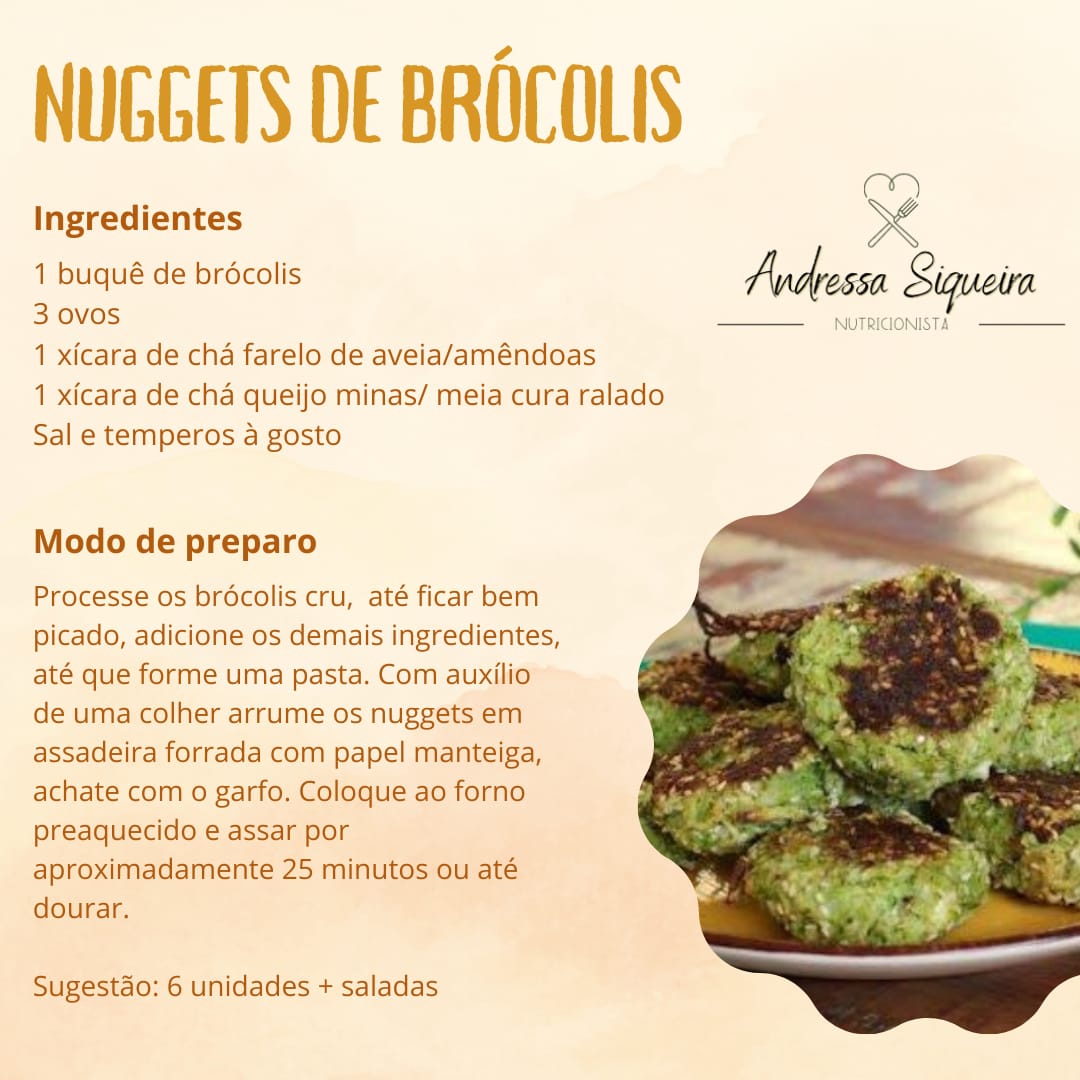 NUGGETS DE BRÓCOLIS
Andressa Siqueira
NUTRICIONISTA
Ingredientes
1 buquê de brócolis
3 ovos
1 xícara de chá farelo de aveia/amêndoas
1 xícara de chá queijo minas/ meia cura ralado
Sal e temperos à gosto
Modo de preparo
Processe os brócolis cru,  até ficar bem
picado, adicione os demais ingredientes,
até que forme uma pasta. Com auxílio
de uma colher arrume os nuggets em
assadeira forrada com papel manteiga,
achate com o garfo. Coloque ao forno
preaquecido e assar por
aproximadamente 25 minutos ou até
dourar.
Sugestão: 6 unidades + saladas